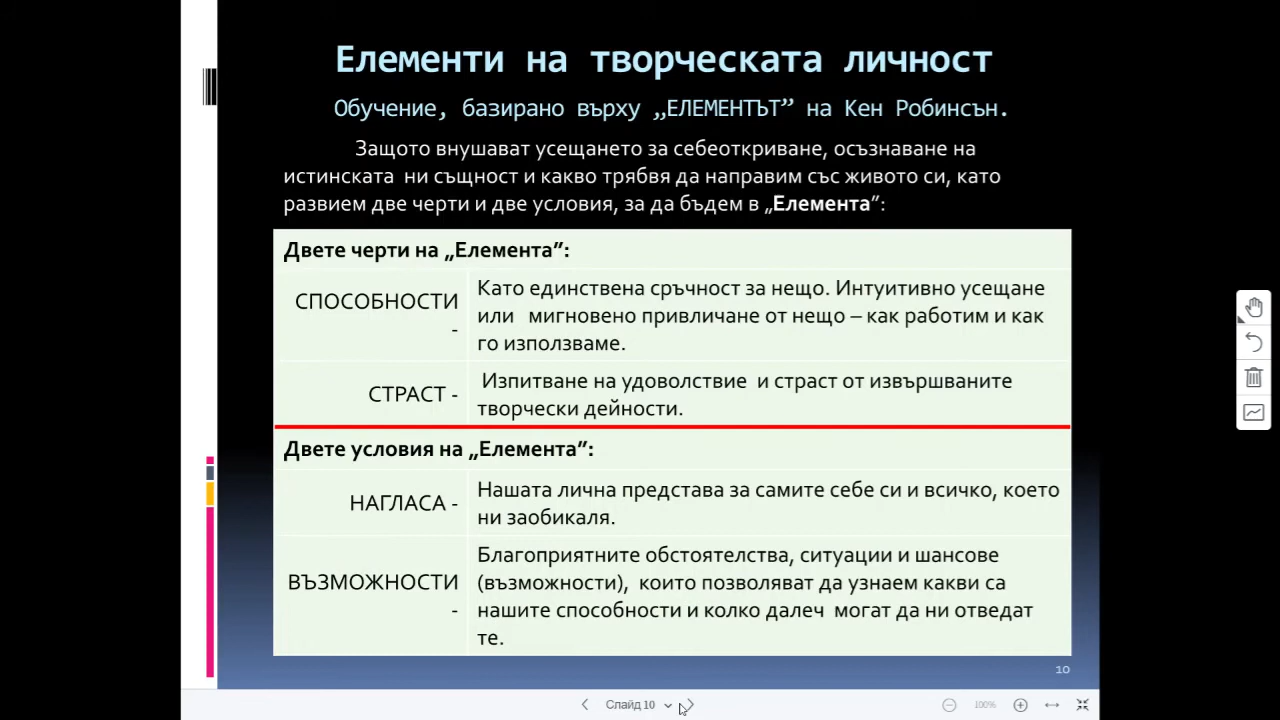 Елементи на творческата личност
Обучение, базирано върху „ЕЛЕМЕНТЪТ” на Кен Робинсън.
Защото внушават усещането за себеоткриване, осъзнаване на
истинската ни същност и какво трябвя да направим със живото си, като
развием две черти и две условия, за да бъдем в „Елемента”:
Двете черти на „Елемента”:
СПОСОБНОСТИ
-
Като единствена сръчност за нещо. Интуитивно усещане
или мигновено привличане от нещо – как работим и как
го използваме.
СТРАСТ -
Изпитване на удоволствие и страст от извършваните
творчески дейности.
Двете условия на „Елемента”:
НАГЛАСА -
Нашата лична представа за самите себе си и всичко, което
ни заобикаля.
ВЪЗМОЖНОСТИ
-
Благоприятните обстоятелства, ситуации и шансове
(възможности), които позволяват да узнаем какви са
нашите способности и колко далеч могат да ни отведат
те.
10
Слайд 10
100%